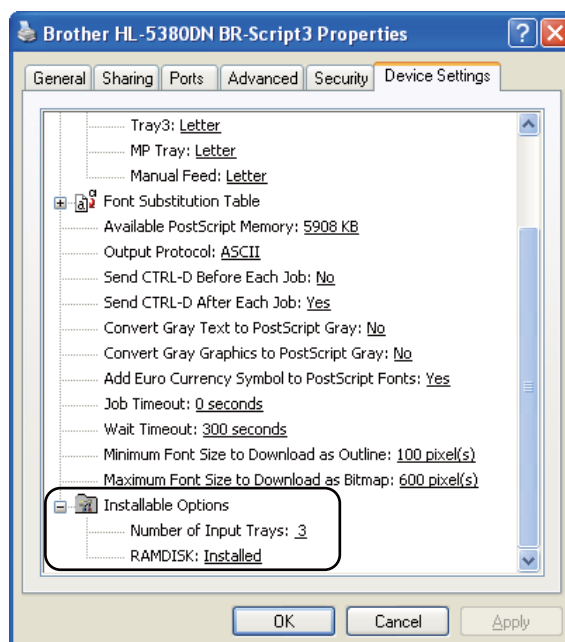 Brother HL-5380DN BR-Script3 Properties
General Sharing Ports Advanced Security Device Settings
Tray3: Letter
MP Tray: Letter
Manual Feed: Letter
Font Substitution Table
Available PostScript Memory: 5908 KB
Output Protocol: ASCII
Send CTRL-D Before Each Job: No
Send CTRL-D After Each Job: Yes
Convert Gray Text to PostScript Gray: No
Convert Gray Graphics to PostScript Gray: No
Add Euro Currency Symbol to PostScript Fonts: Yes
Job Timeout: 0 seconds
Wait Timeout: 300 seconds
Minimum Font Size to Download as Outline: 100 pixel(s)
Maximum Font Size to Download as Bitmap: 600 pixel(s)
Installable Options
Number of Input Trays: 3
RAMDISK: Installed
OK Cancel Apply